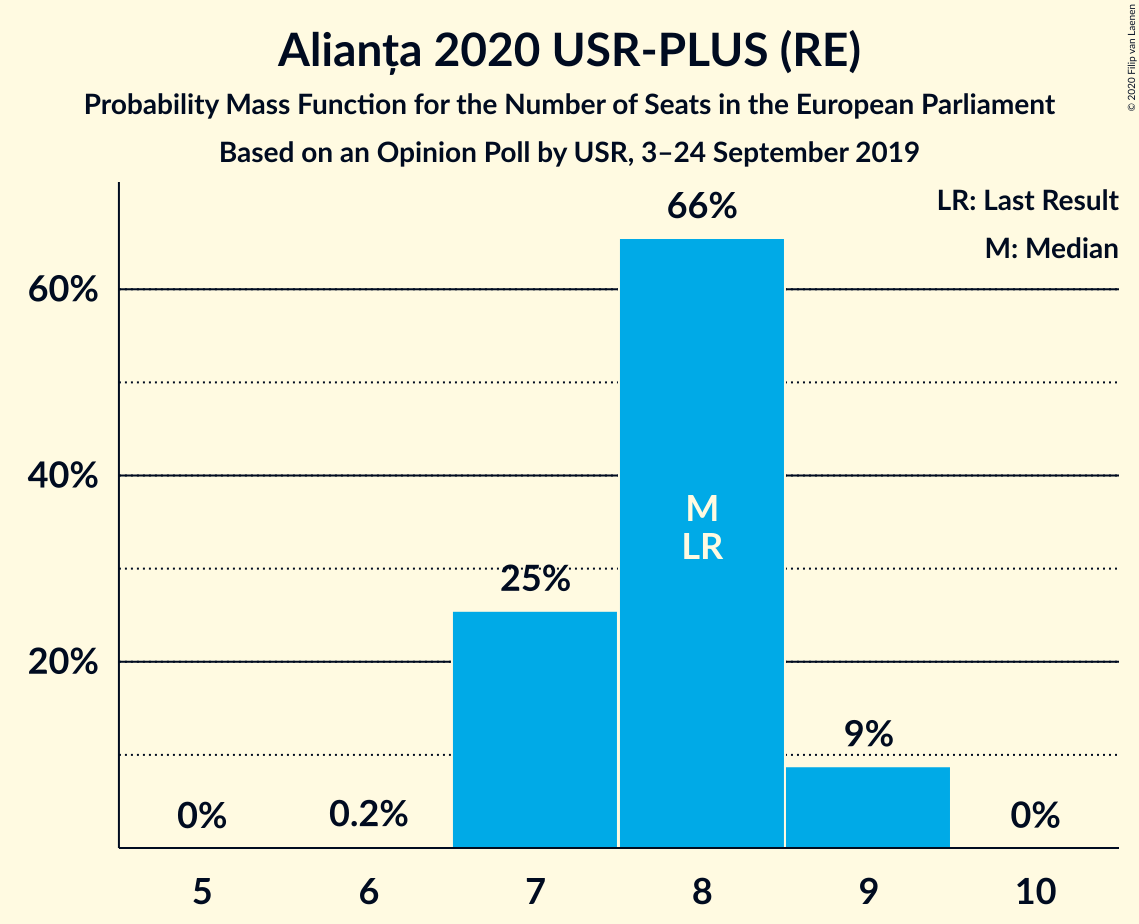 Alianța 2020 USR-PLUS (RE)
Probability Mass Function for the Number of Seats in the European Parliament
Based on an Opinion Poll by USR, 3–24 September 2019
© 2020 Filip van Laenen
LR: Last Result
M: Median
66%
60%
40%
M
LR
25%
20%
9%
0%
0.2%
0%
5
6
7
8
9
10